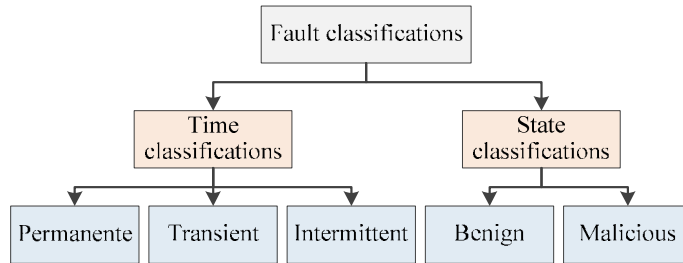 Fault classifications
Time
classifications
State
classifications
Permanente
Transient
Intermittent
Benign
Malicious